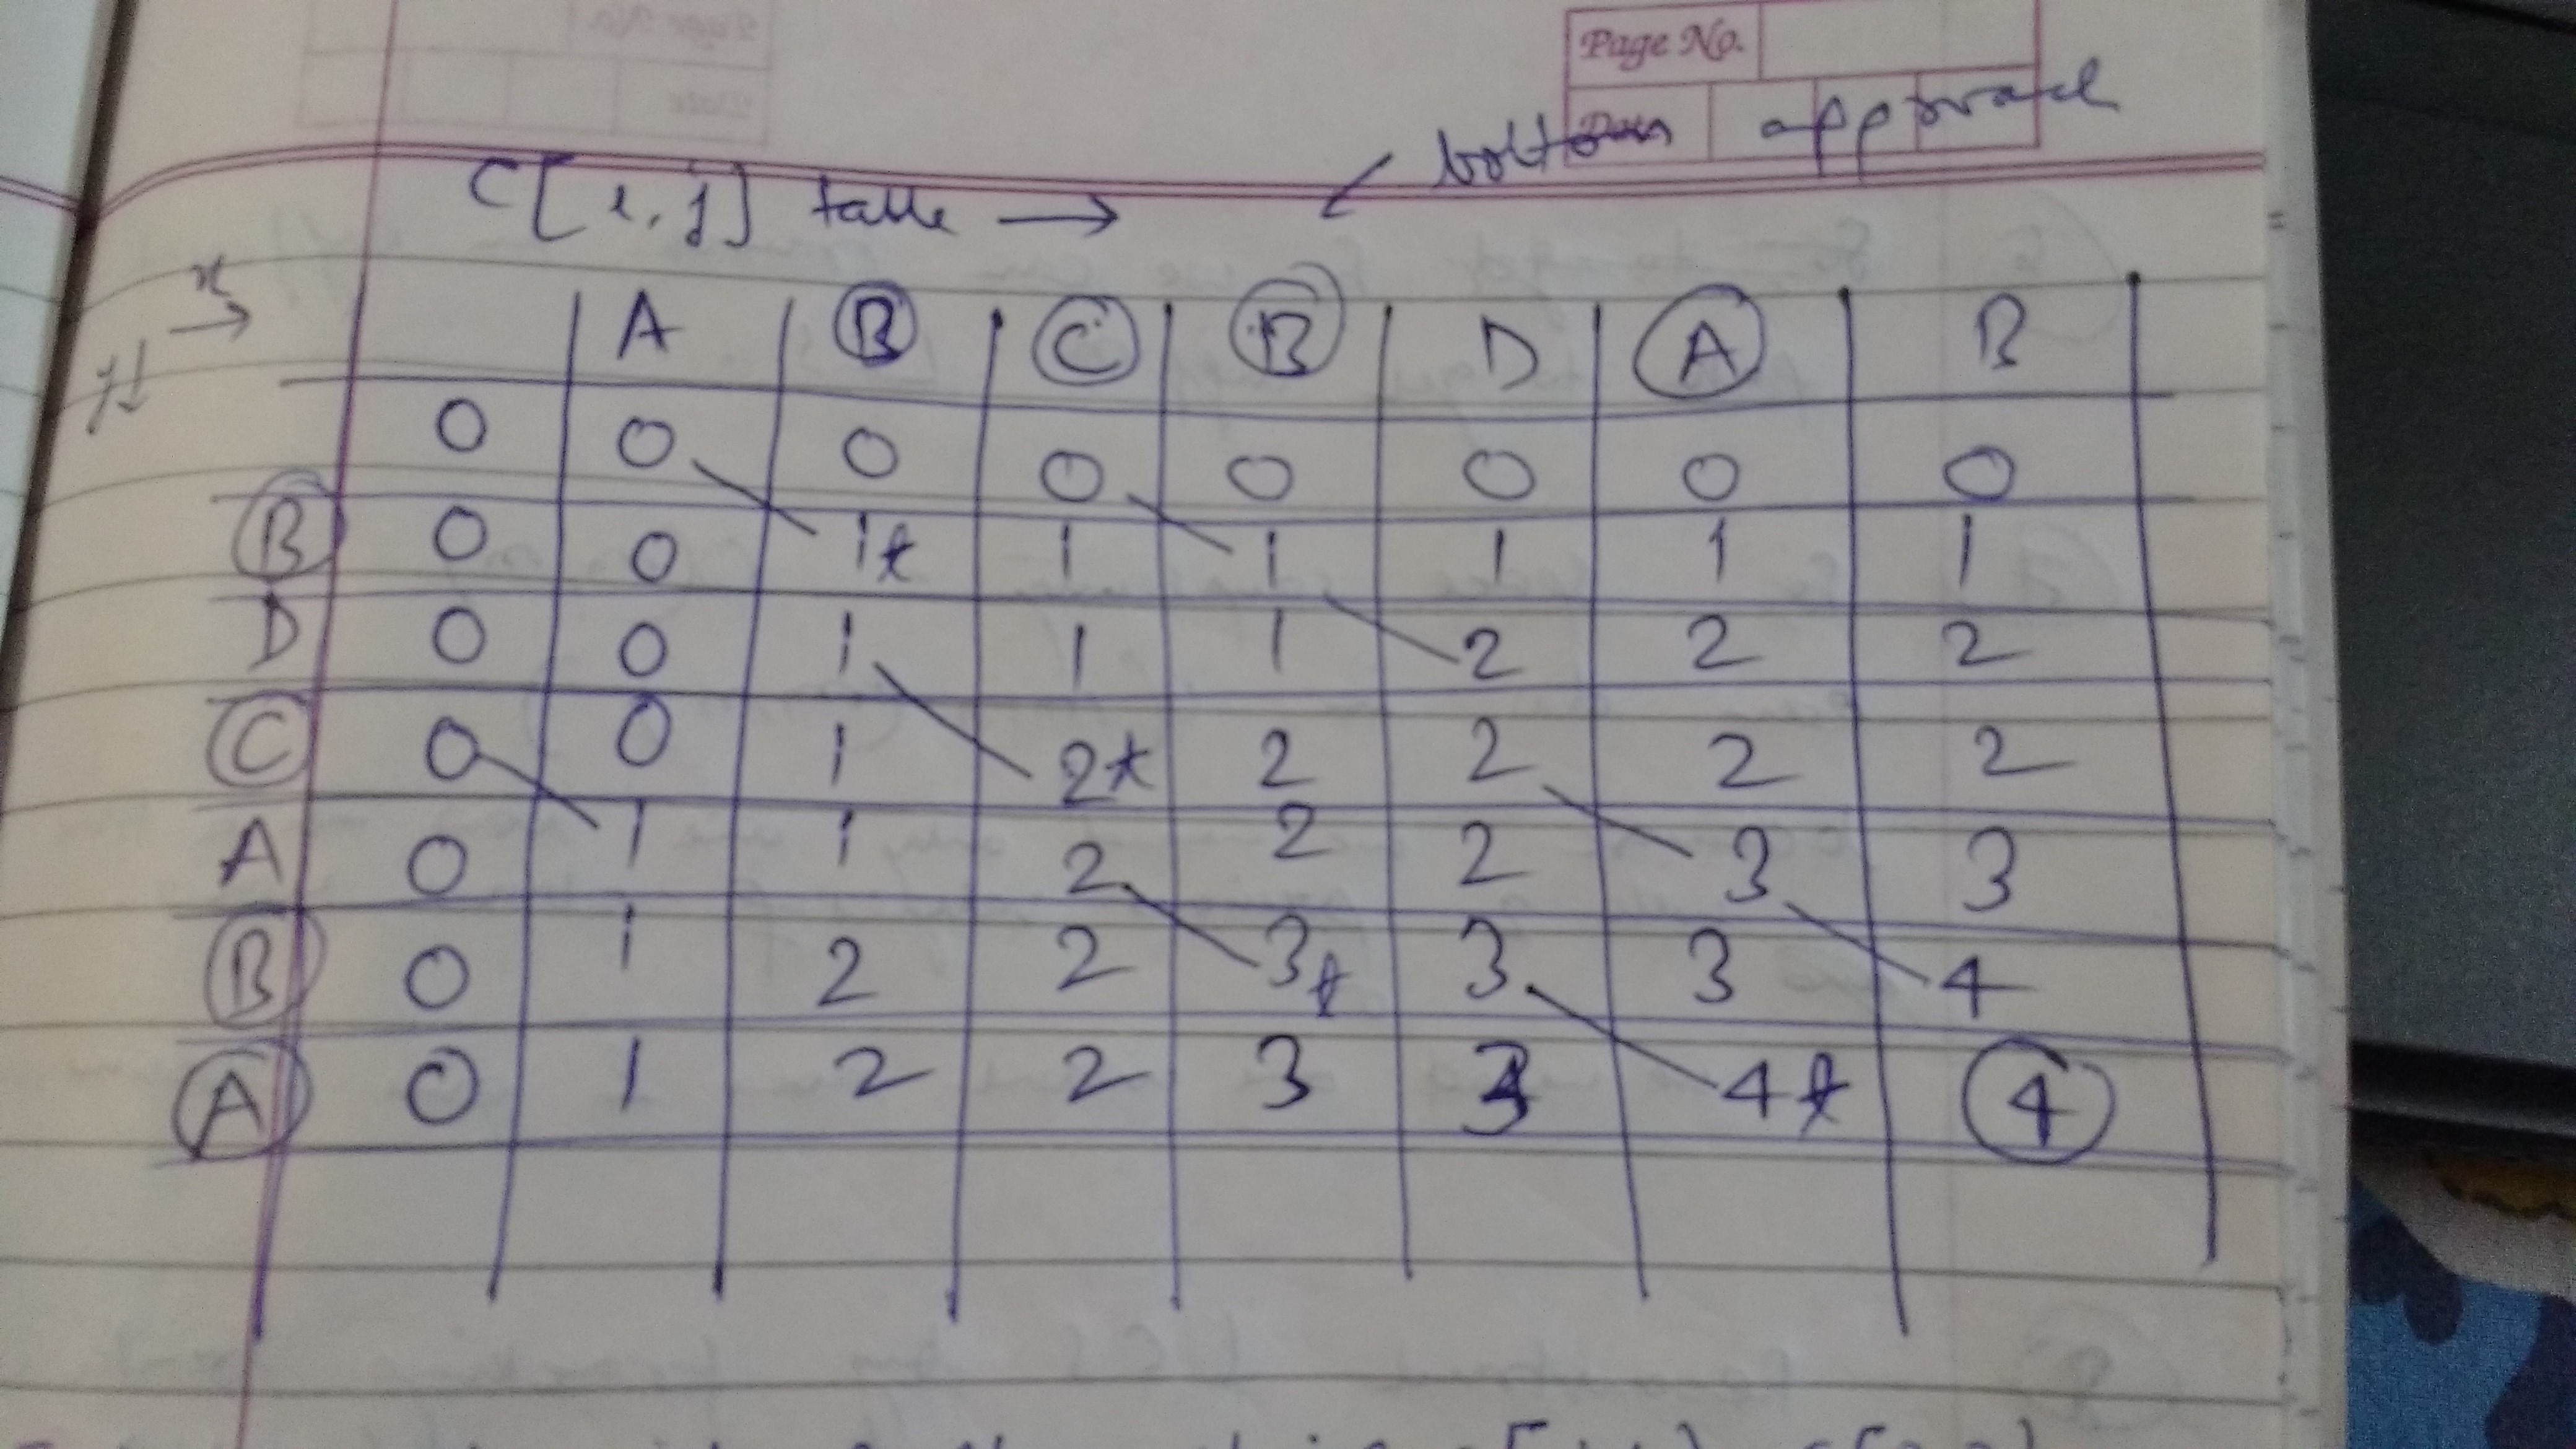 Page No.
bottom approach
C[i,j] table →
x →
y↓
A B C B D A B
0 0 0 0 0 0 0 0
B 0 0 1* 1 1 1 1 1
D 0 0 1 1 1 2 2 2
C 0 0 1 2* 2 2 2 2
A 0 1 1 2 2 2 3 3
B 0 1 2 2 3* 3 3 4
A 0 1 2 2 3 3 4* 4